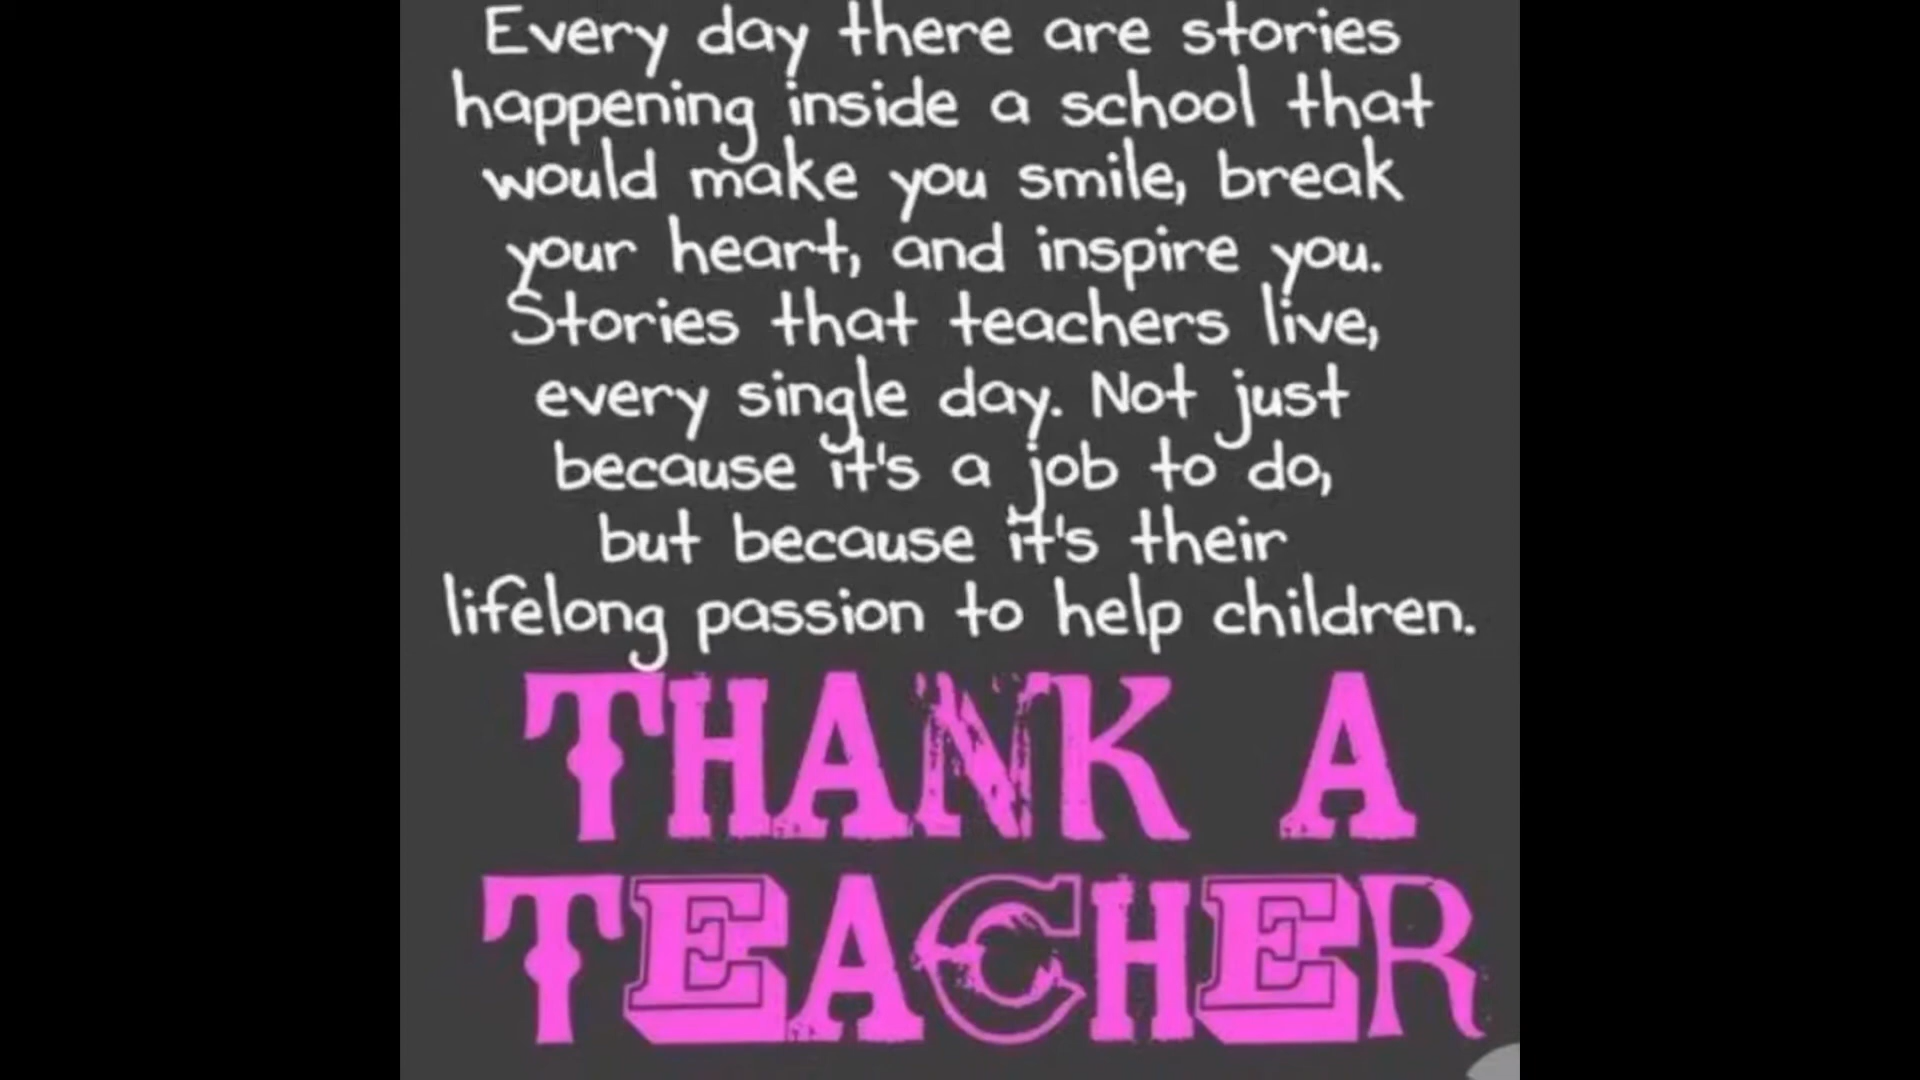 Every day there are stories
happening inside a school that
would make you smile, break
your heart, and inspire you.
Stories that teachers live,
every single day. Not just
because it's a job to do,
but because it's their
lifelong passion to help children.
THANK A
TEACHER